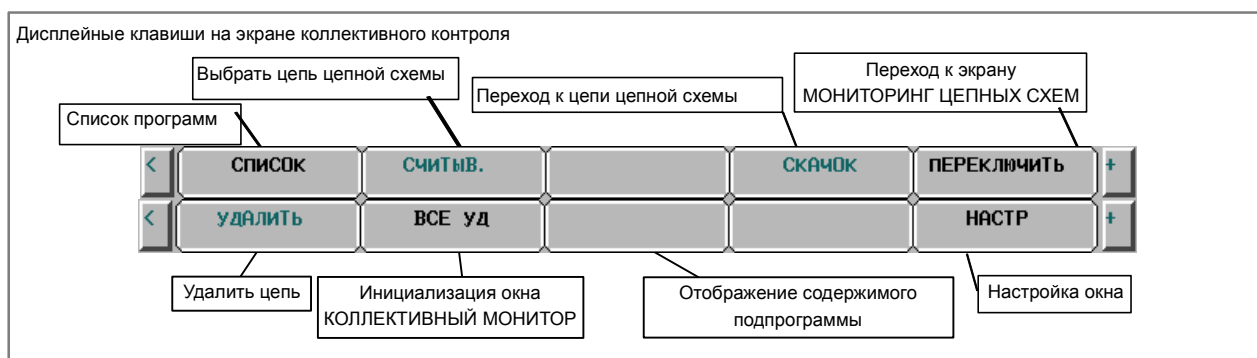 Дисплейные клавиши на экране коллективного контроля
Выбрать цепь цепной схемы
Переход к экрану
МОНИТОРИНГ ЦЕПНЫХ СХЕМ
Переход к цепи цепной схемы
Список программ
< СПИСОК СЧИТЫВ. СКАЧОК ПЕРЕКЛЮЧИТЬ +
< УДАЛИТЬ ВСЕ УД НАСТР +
Удалить цепь
Инициализация окна
КОЛЛЕКТИВНЫЙ МОНИТОР
Отображение содержимого
подпрограммы
Настройка окна